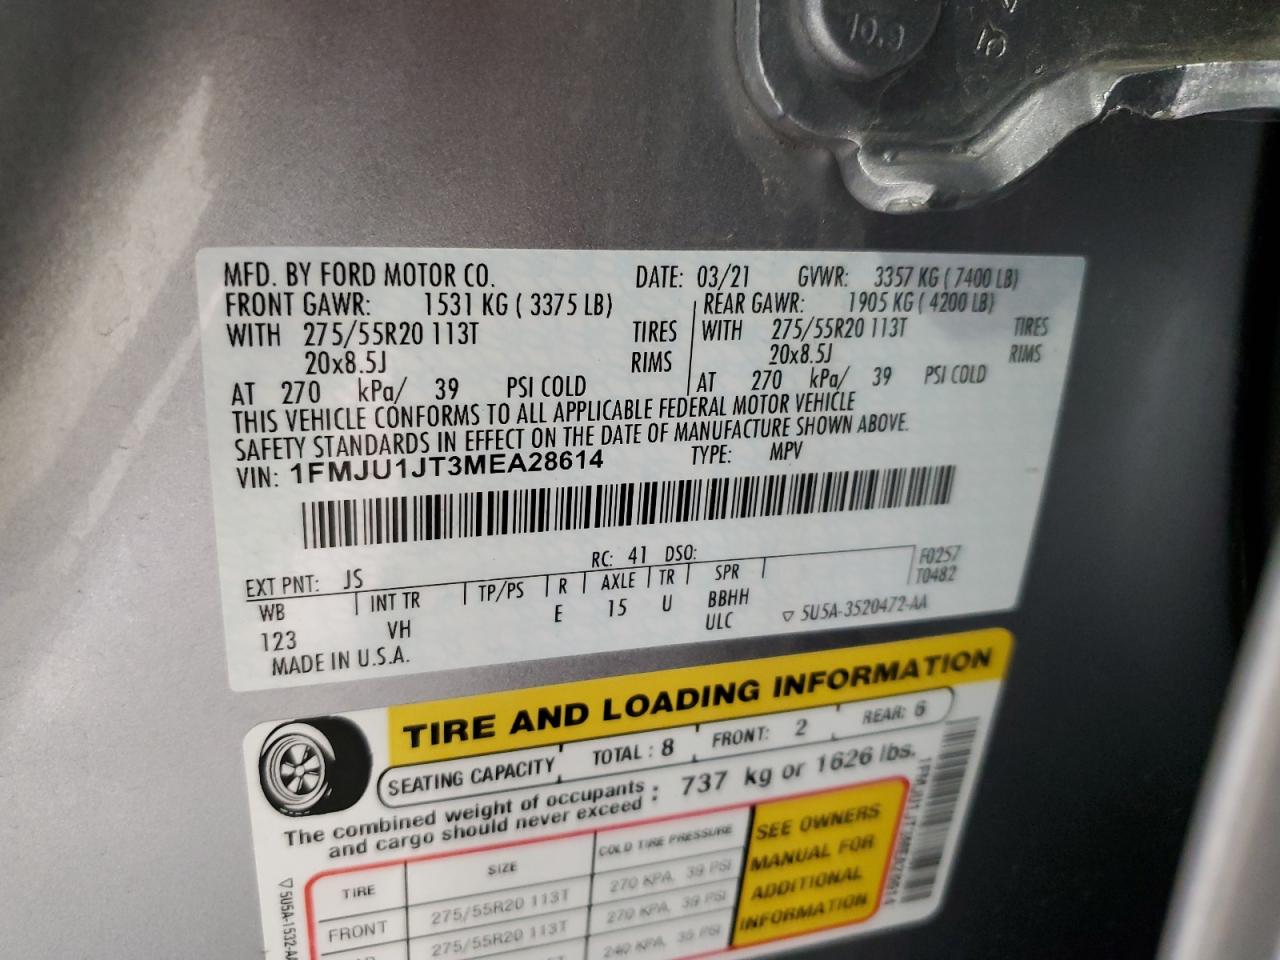 10.9
MFD. BY FORD MOTOR CO. DATE: 03/21 GVWR: 3357 KG ( 7400 LB)
FRONT GAWR: 1531 KG ( 3375 LB) REAR GAWR: 1905 KG ( 4200 LB)
WITH 275/55R20 113T TIRES WITH 275/55R20 113T TIRES
20x8.5J RIMS 20x8.5J RIMS
AT 270 kPa/ 39 PSI COLD AT 270 kPa/ 39 PSI COLD
THIS VEHICLE CONFORMS TO ALL APPLICABLE FEDERAL MOTOR VEHICLE
SAFETY STANDARDS IN EFFECT ON THE DATE OF MANUFACTURE SHOWN ABOVE.
VIN: 1FMJU1JT3MEA28614 TYPE: MPV
EXT PNT: JS RC: 41 DSO: F0257
WB INT TR TP/PS R AXLE TR SPR T0482
123 VH E 15 U BBHH
ULC ▽ 5U5A-3520472-AA
MADE IN U.S.A.
TIRE AND LOADING INFORMATION
SEATING CAPACITY TOTAL : 8 FRONT: 2 REAR: 6
The combined weight of occupants
and cargo should never exceed : 737 kg or 1626 lbs.
TIRE SIZE COLD TIRE PRESSURE
FRONT 275/55R20 113T 270 KPA, 39 PSI
275/55R20 113T 270 KPA, 39 PSI
240 KPA, 35 PSI
SEE OWNERS
MANUAL FOR
ADDITIONAL
INFORMATION
1FMJU1JT3MEA28614
▽ 5U5A-1532-AA